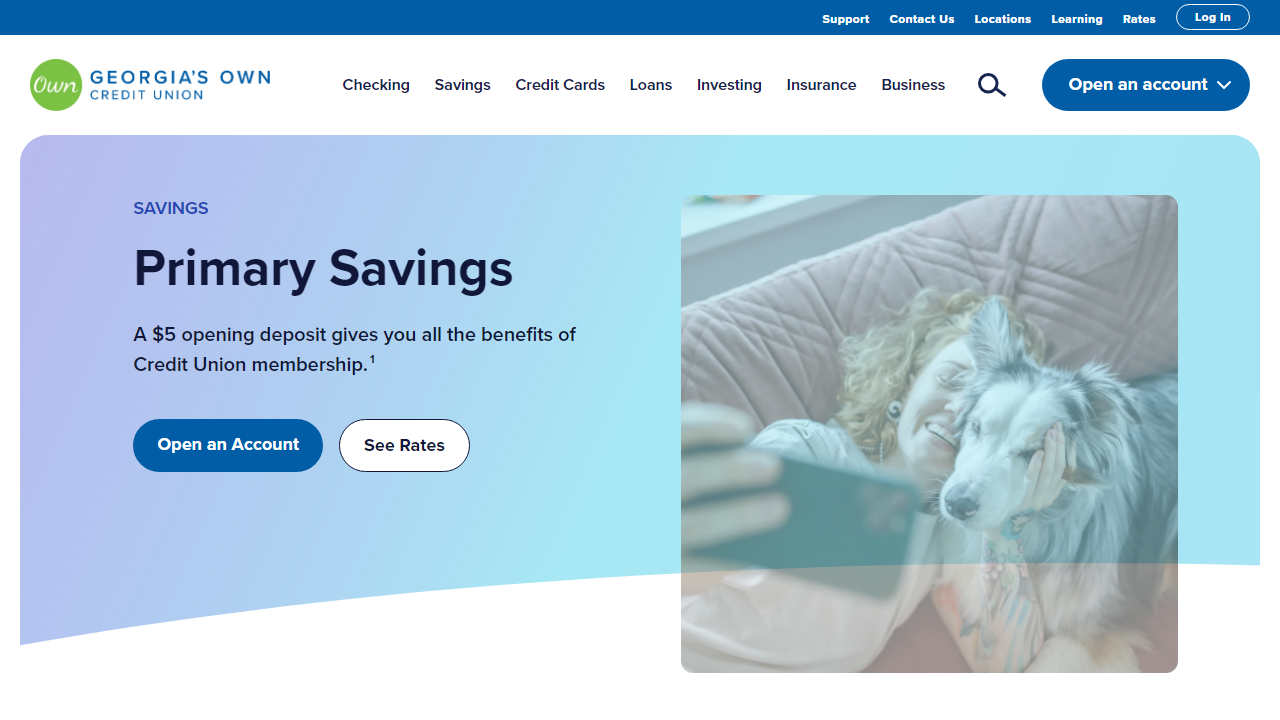 Support Contact Us Locations Learning Rates Log In
Own GEORGIA'S OWN
CREDIT UNION
Checking Savings Credit Cards Loans Investing Insurance Business Open an account
SAVINGS
Primary Savings
A $5 opening deposit gives you all the benefits of
Credit Union membership.¹
Open an Account See Rates